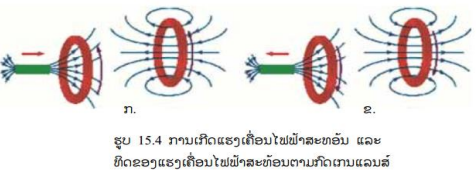 ກ.
ຂ.
ຮູບ 15.4 ການເກີດແຮງເຄື່ອນໄຟຟ້າສະທອ້ນ ແລະ
ທິດຂອງແຮງເຄື່ອນໄຟຟ້າສະທ້ອນຕາມກົດເກນແລນສ໌